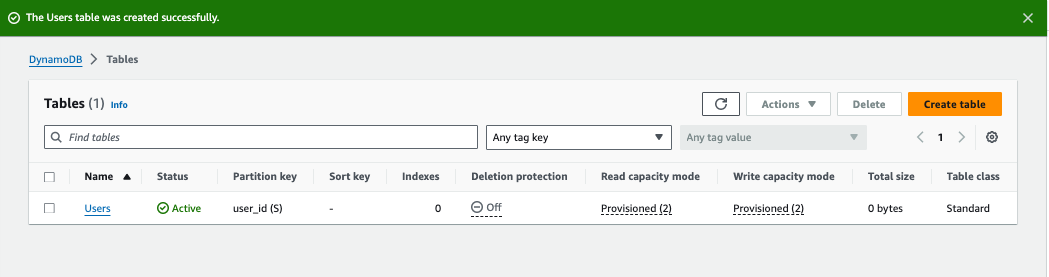 The Users table was created successfully.
DynamoDB > Tables
Tables (1) Info
Actions Delete Create table
Find tables Any tag key Any tag value 1
Name Status Partition key Sort key Indexes Deletion protection Read capacity mode Write capacity mode Total size Table class
Users Active user_id (S) - 0 Off Provisioned (2) Provisioned (2) 0 bytes Standard